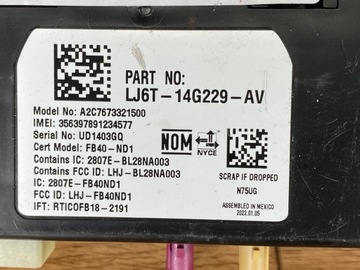 PART NO:
LJ6T-14G229-AV
Model No: A2C7673321500
IMEI: 356397891234577
Serial No: UD1403GQ
Cert Model: FB40-ND1
Contains IC: 2807E-BL28NA003
Contains FCC ID: LHJ-BL28NA003
IC: 2807E-FB40ND1
FCC ID: LHJ-FB40ND1
IFT: RTICOFB18-2191
NOM
NYCE
SCRAP IF DROPPED
N75UG
ASSEMBLED IN MEXICO
2022.01.05